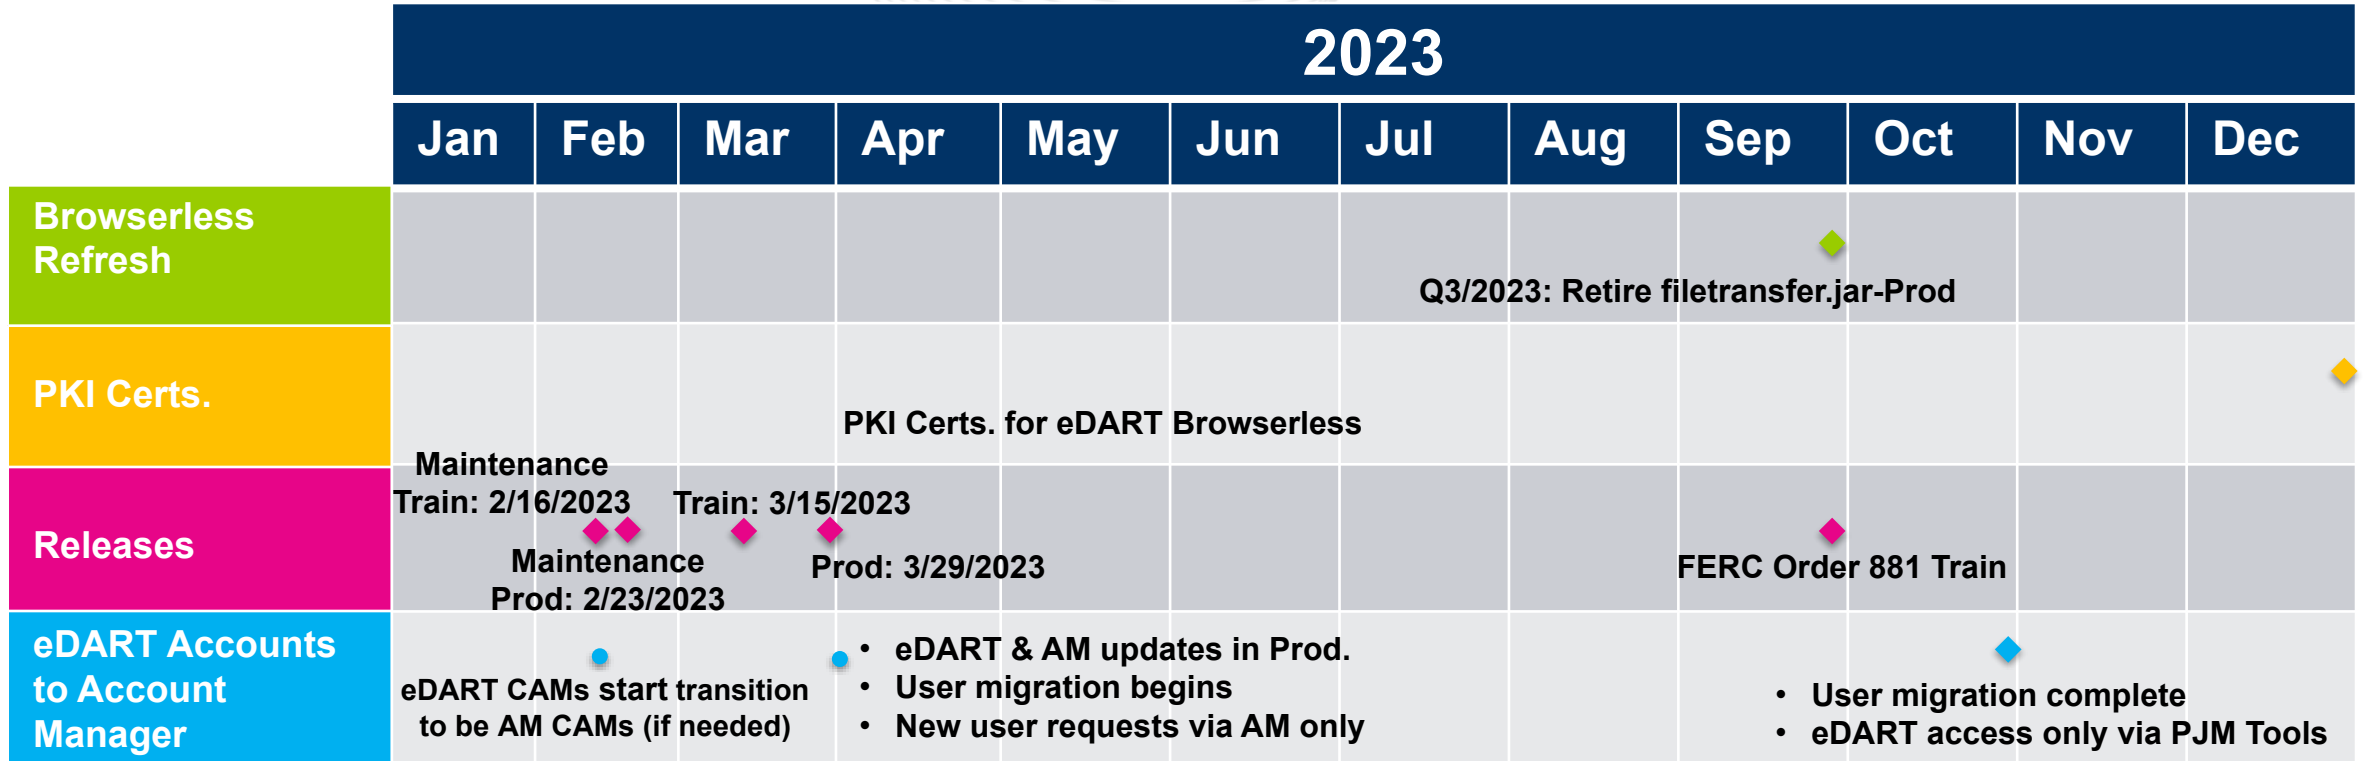 2023
Jan Feb Mar Apr May Jun Jul Aug Sep Oct Nov Dec
Browserless
Refresh
Q3/2023: Retire filetransfer.jar-Prod
PKI Certs.
PKI Certs. for eDART Browserless
Releases
Maintenance
Train: 2/16/2023
Train: 3/15/2023
Maintenance
Prod: 2/23/2023
Prod: 3/29/2023
FERC Order 881 Train
eDART Accounts
to Account
Manager
eDART CAMs start transition
to be AM CAMs (if needed)
• eDART & AM updates in Prod.
• User migration begins
• New user requests via AM only
• User migration complete
• eDART access only via PJM Tools